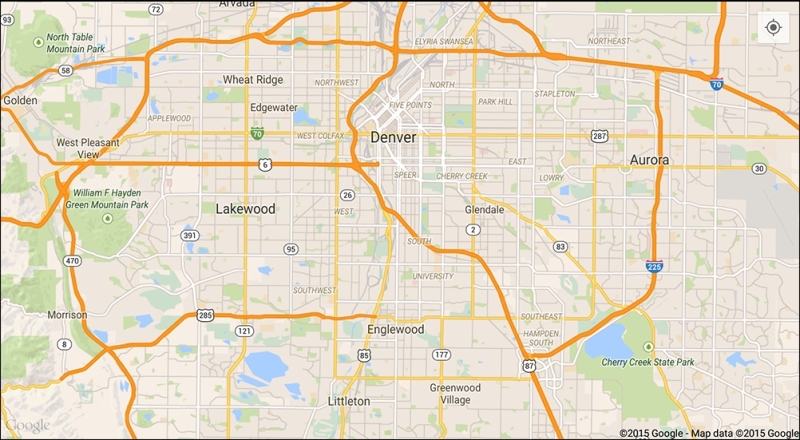 Arvada
72
93
ELYRIA SWANSEA
NORTHEAST
North Table
Mountain Park
58
70
Wheat Ridge
NORTHWEST
NORTH
STAPLETON
Golden
Edgewater
FIVE POINTS
PARK HILL
APPLEWOOD
70
WEST COLFAX
Denver
287
West Pleasant
View
6
EAST
Aurora
30
SPEER
CHERRY CREEK
LOWRY
William F Hayden
Green Mountain Park
26
Lakewood
WEST
Glendale
2
391
SOUTH
83
95
470
225
UNIVERSITY
SOUTHWEST
Morrison
285
SOUTHEAST
121
Englewood
HAMPDEN
SOUTH
8
85
177
87
Cherry Creek State Park
Greenwood
Village
Littleton
Google
©2015 Google - Map data ©2015 Google